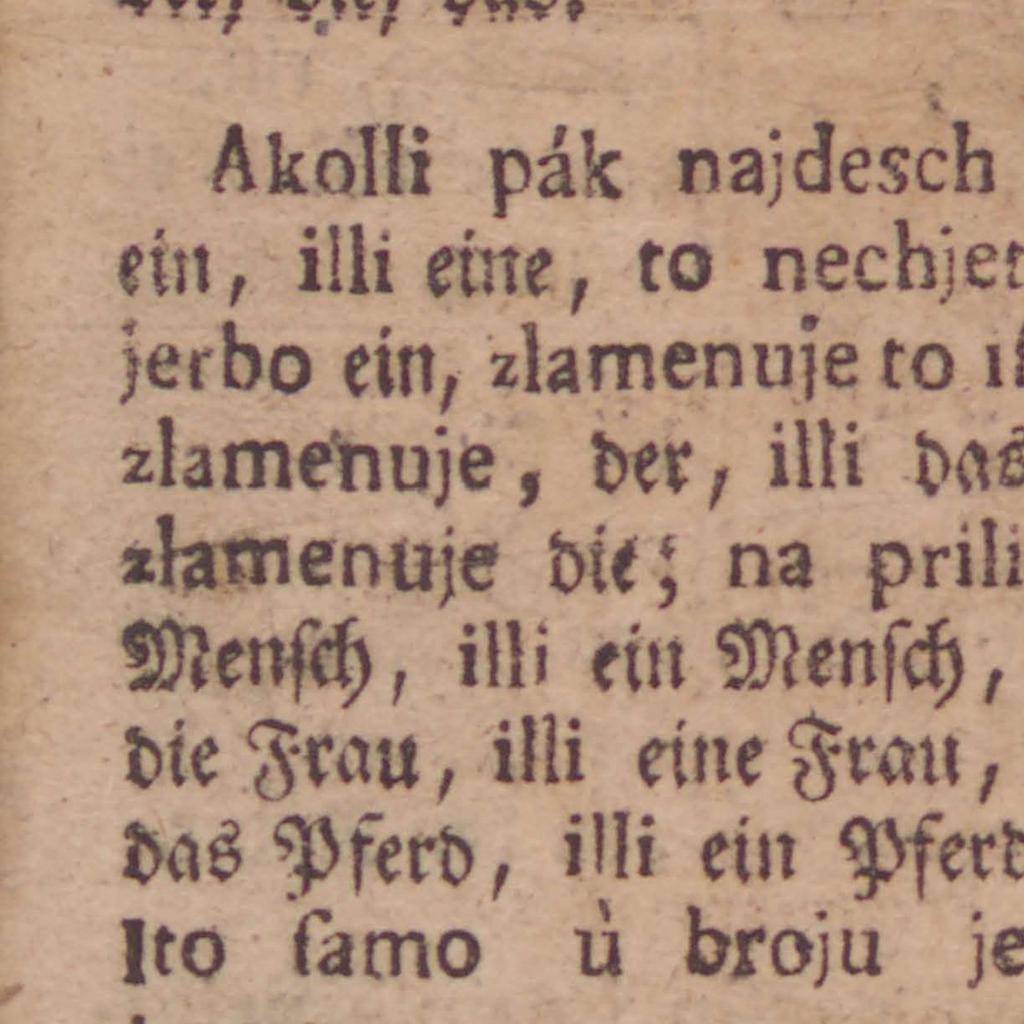 Akolli pák najdesch
ein, illi eine, to nechjet
jerbo ein, zlamenuje to
zlamenuje, der, illi das
zlamenuje die; na prili
Menſch, illi ein Menſch,
die Frau, illi eine Frau,
das Pferd, illi ein Pferd
Ito ſamo ù broju je